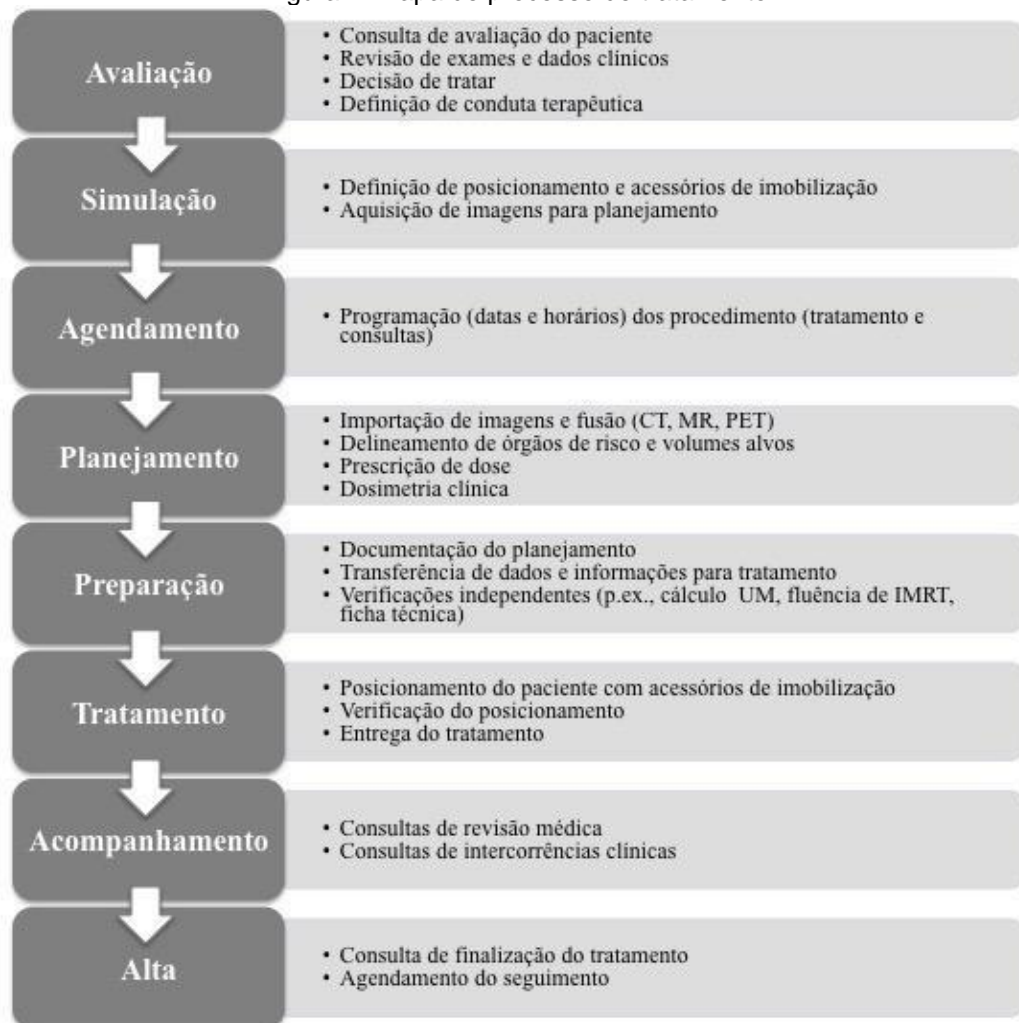 Avaliação
• Consulta de avaliação do paciente
• Revisão de exames e dados clínicos
• Decisão de tratar
• Definição de conduta terapêutica
Simulação
• Definição de posicionamento e acessórios de imobilização
• Aquisição de imagens para planejamento
Agendamento
• Programação (datas e horários) dos procedimento (tratamento e
consultas)
Planejamento
• Importação de imagens e fusão (CT, MR, PET)
• Delineamento de órgãos de risco e volumes alvos
• Prescrição de dose
• Dosimetria clínica
Preparação
• Documentação do planejamento
• Transferência de dados e informações para tratamento
• Verificações independentes (p.ex., cálculo UM, fluência de IMRT,
ficha técnica)
Tratamento
• Posicionamento do paciente com acessórios de imobilização
• Verificação do posicionamento
• Entrega do tratamento
Acompanhamento
• Consultas de revisão médica
• Consultas de intercorrências clínicas
Alta
• Consulta de finalização do tratamento
• Agendamento do seguimento